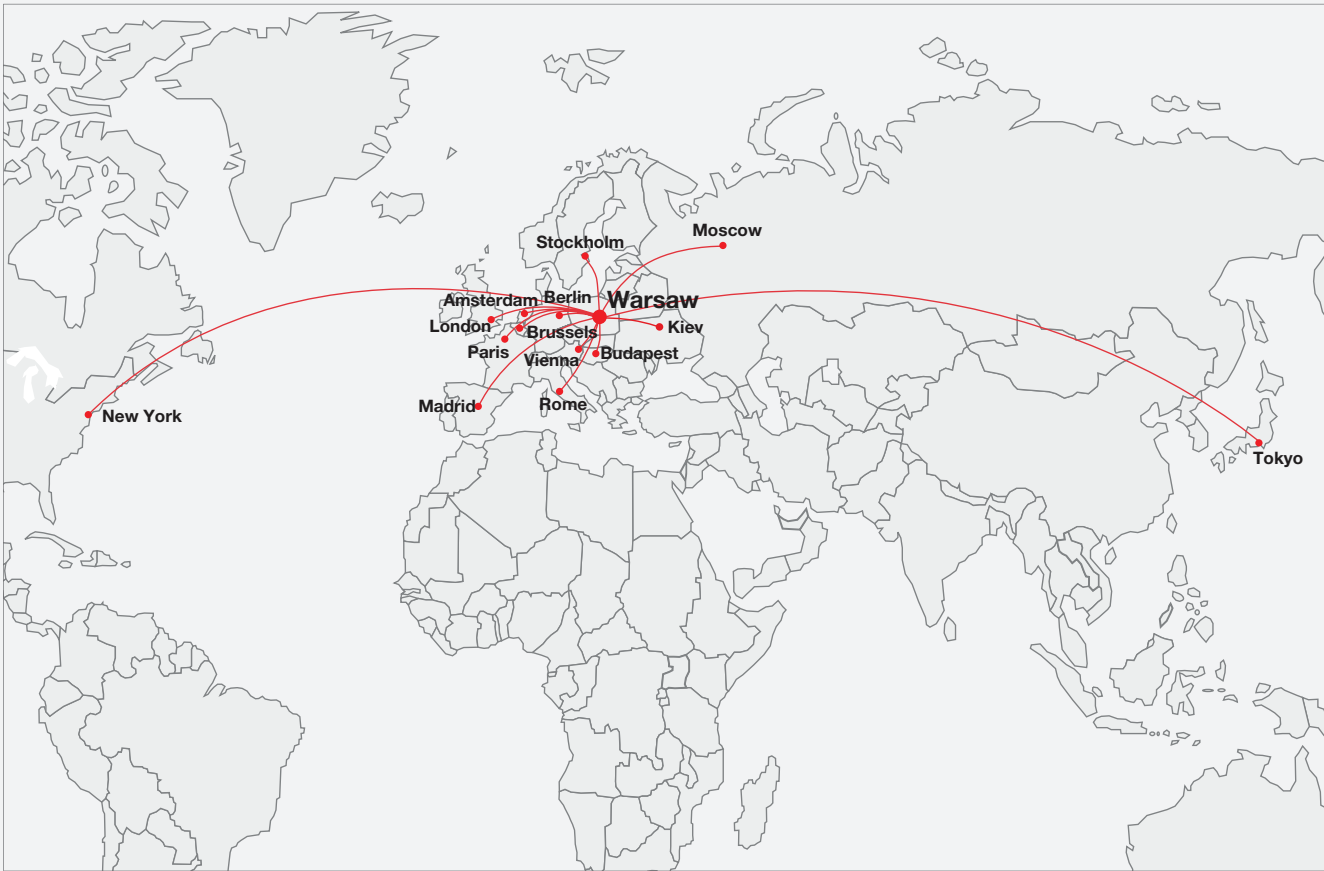 Moscow
Stockholm
Amsterdam
Berlin
Warsaw
London
Brussels
Kiev
Paris
Vienna
Budapest
Madrid
Rome
New York
Tokyo